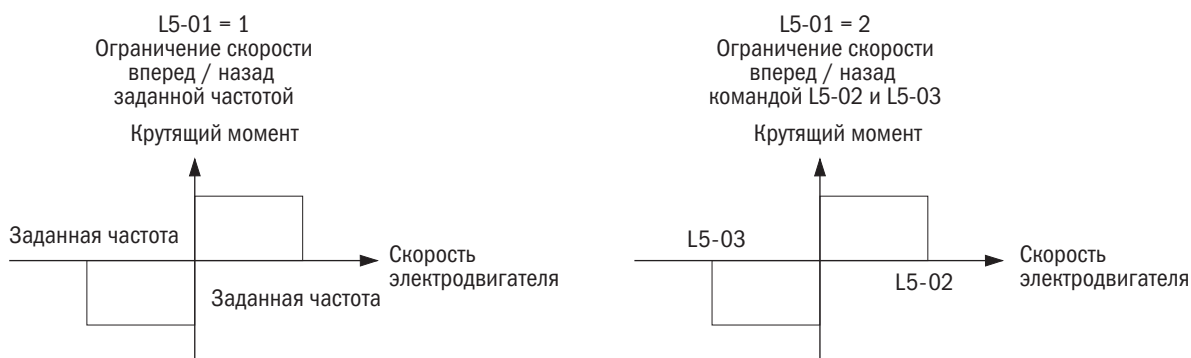 L5-01 = 1
Ограничение скорости
вперед / назад
заданной частотой
Крутящий момент
Заданная частота
Скорость
электродвигателя
Заданная частота
L5-01 = 2
Ограничение скорости
вперед / назад
командой L5-02 и L5-03
Крутящий момент
L5-03
Скорость
электродвигателя
L5-02